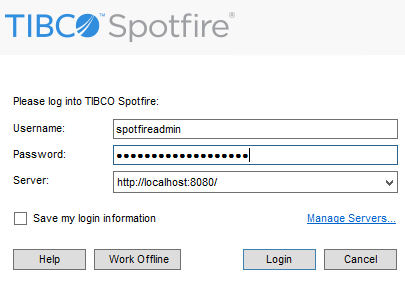 TIBCO™ Spotfire®
Please log into TIBCO Spotfire:
Username: spotfireadmin
Password: ●●●●●●●●●●●●●●●●●●●
Server: http://localhost:8080/
Save my login information Manage Servers...
Help Work Offline Login Cancel